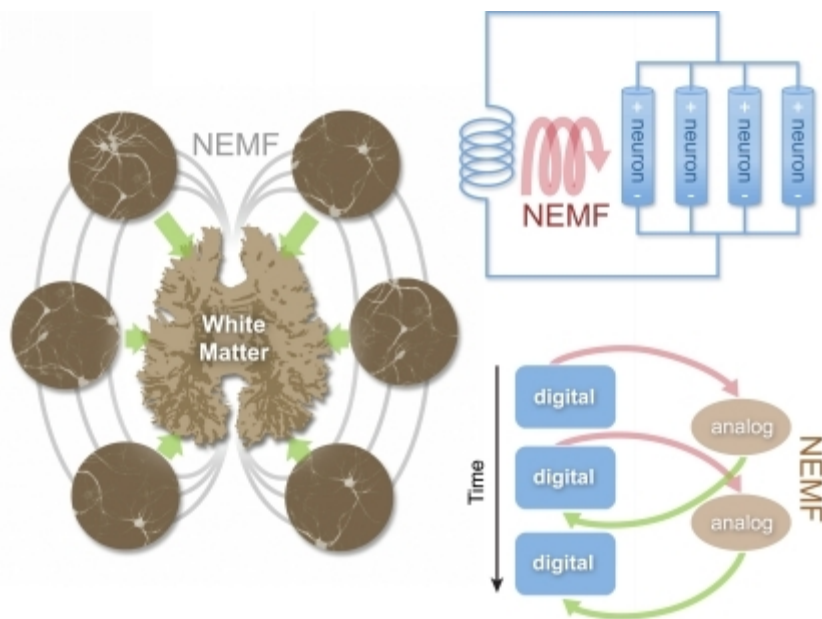 NEMF
White
Matter
NEMF
+ neuron -
+ neuron -
+ neuron -
+ neuron -
Time
digital
analog
digital
analog
digital
NEMF